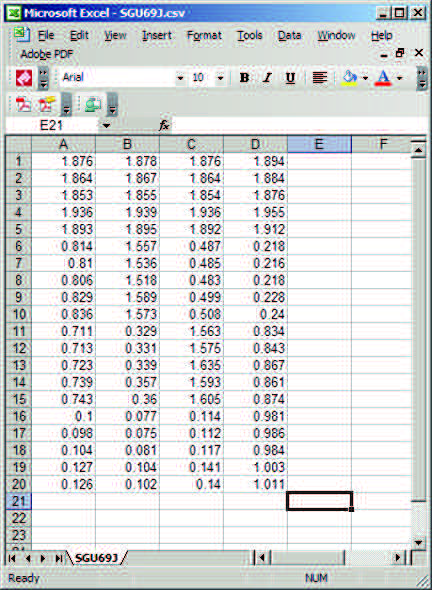 Microsoft Excel - SGU69J.csv
File Edit View Insert Format Tools Data Window Help
Adobe PDF
Arial 10 B I U A
E21 fx
A B C D E F
1 1.876 1.878 1.876 1.894
2 1.864 1.867 1.864 1.884
3 1.853 1.855 1.854 1.876
4 1.936 1.939 1.936 1.955
5 1.893 1.895 1.892 1.912
6 0.814 1.557 0.487 0.218
7 0.81 1.536 0.485 0.216
8 0.806 1.518 0.483 0.218
9 0.829 1.589 0.499 0.228
10 0.836 1.573 0.508 0.24
11 0.711 0.329 1.563 0.834
12 0.713 0.331 1.575 0.843
13 0.723 0.339 1.635 0.867
14 0.739 0.357 1.593 0.861
15 0.743 0.36 1.605 0.874
16 0.1 0.077 0.114 0.981
17 0.098 0.075 0.112 0.986
18 0.104 0.081 0.117 0.984
19 0.127 0.104 0.141 1.003
20 0.126 0.102 0.14 1.011
21
22
23
SGU69J
Ready NUM